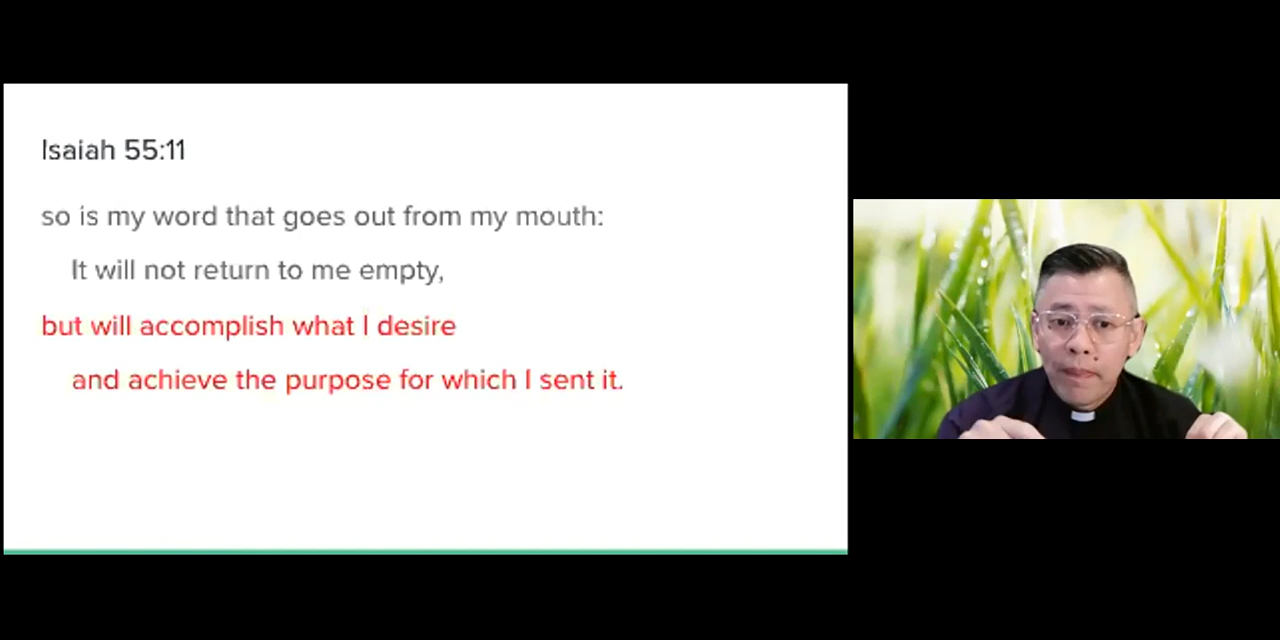 Isaiah 55:11
so is my word that goes out from my mouth:
It will not return to me empty,
but will accomplish what I desire
and achieve the purpose for which I sent it.